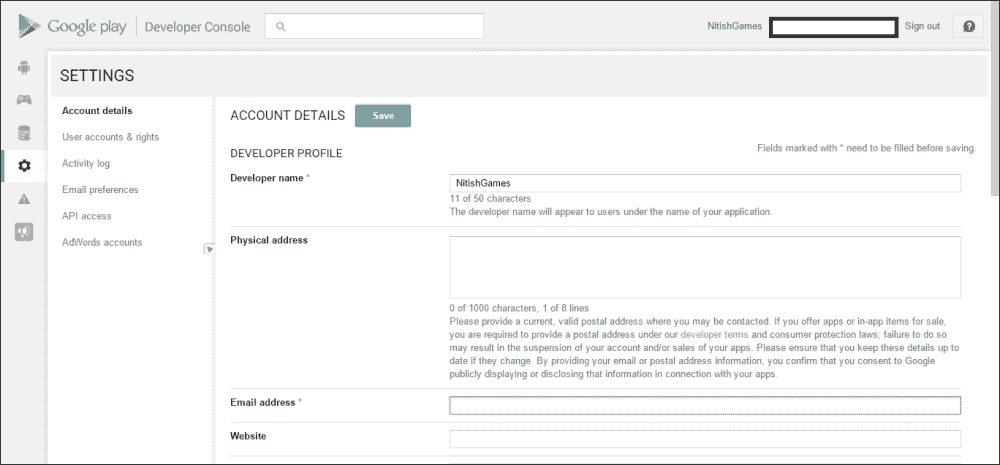 Google play Developer Console NitishGames Sign out
SETTINGS
Account details
User accounts & rights
Activity log
Email preferences
API access
AdWords accounts
ACCOUNT DETAILS Save
Fields marked with * need to be filled before saving.
DEVELOPER PROFILE
Developer name *
NitishGames
11 of 50 characters
The developer name will appear to users under the name of your application.
Physical address
0 of 1000 characters, 1 of 8 lines
Please provide a current, valid postal address where you may be contacted. If you offer apps or in-app items for sale,
you are required to provide a postal address under our developer terms and consumer protection laws; failure to do so
may result in the suspension of your account and/or sales of your apps. Please ensure that you keep these details up to
date if they change. By providing your email or postal address information, you confirm that you consent to Google
publicly displaying or disclosing that information in connection with your apps.
Email address *
Website